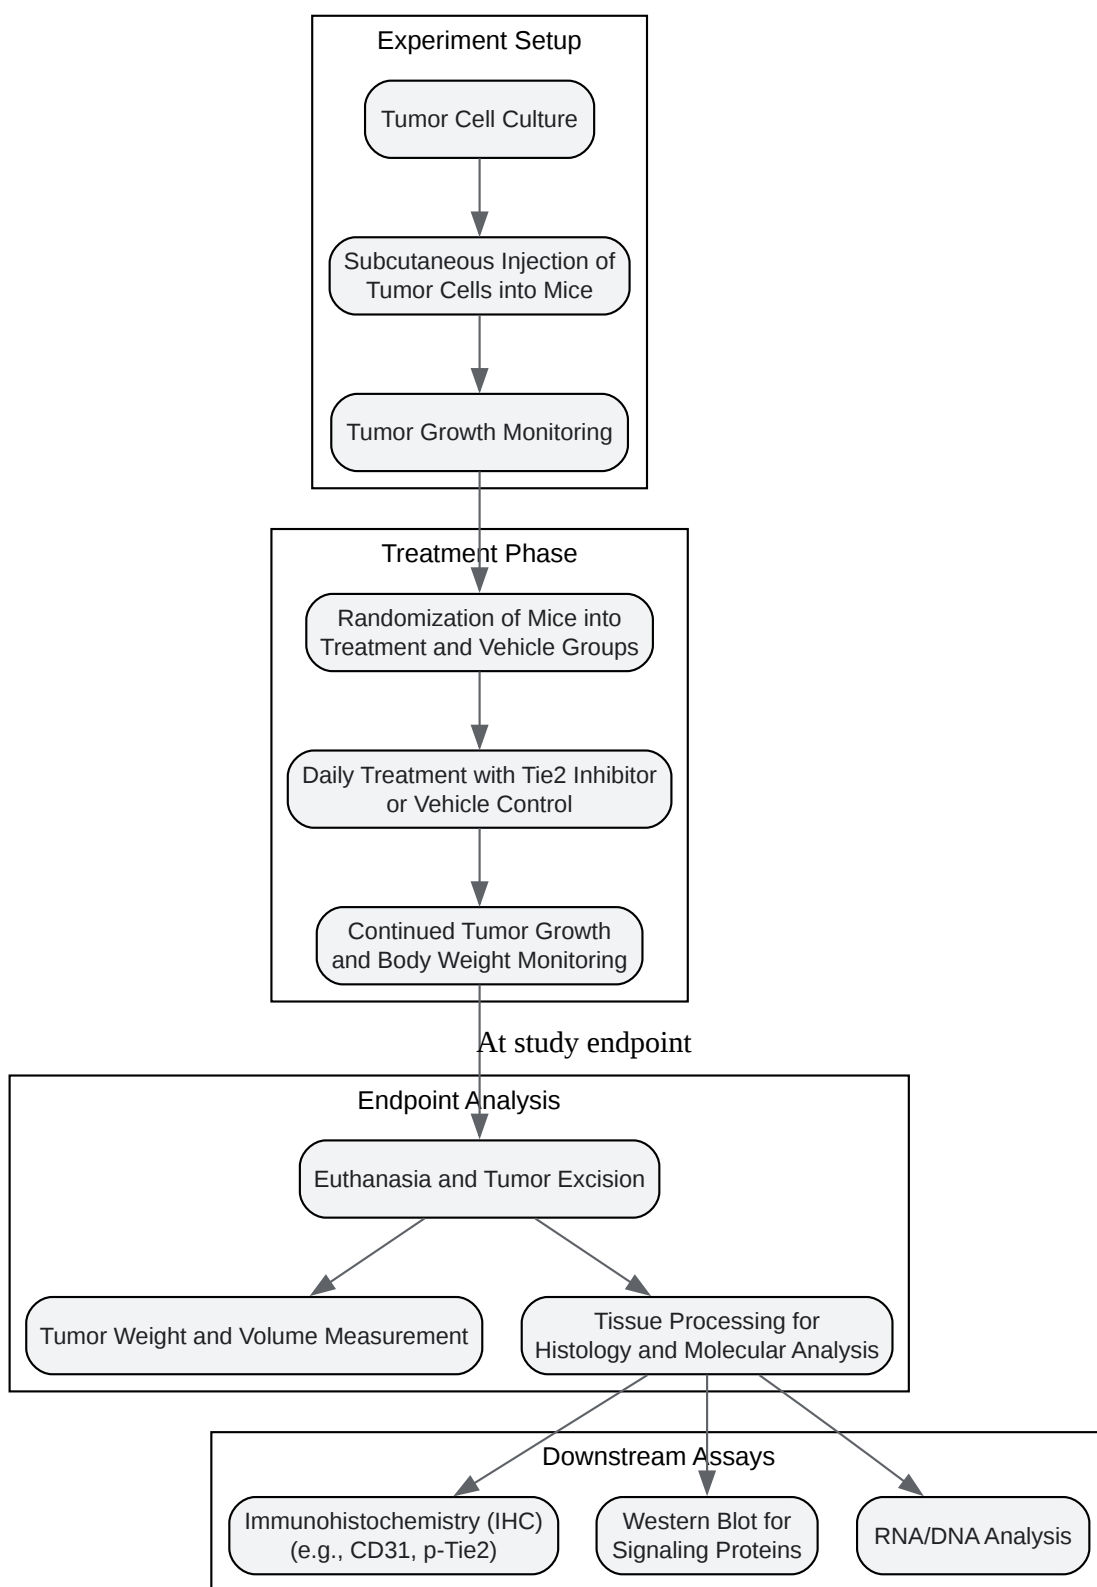 Experiment Setup
Tumor Cell Culture
Subcutaneous Injection of
Tumor Cells into Mice
Tumor Growth Monitoring
Treatment Phase
Randomization of Mice into
Treatment and Vehicle Groups
Daily Treatment with Tie2 Inhibitor
or Vehicle Control
Continued Tumor Growth
and Body Weight Monitoring
At study endpoint
Endpoint Analysis
Euthanasia and Tumor Excision
Tumor Weight and Volume Measurement
Tissue Processing for
Histology and Molecular Analysis
Downstream Assays
Immunohistochemistry (IHC)
(e.g., CD31, p-Tie2)
Western Blot for
Signaling Proteins
RNA/DNA Analysis